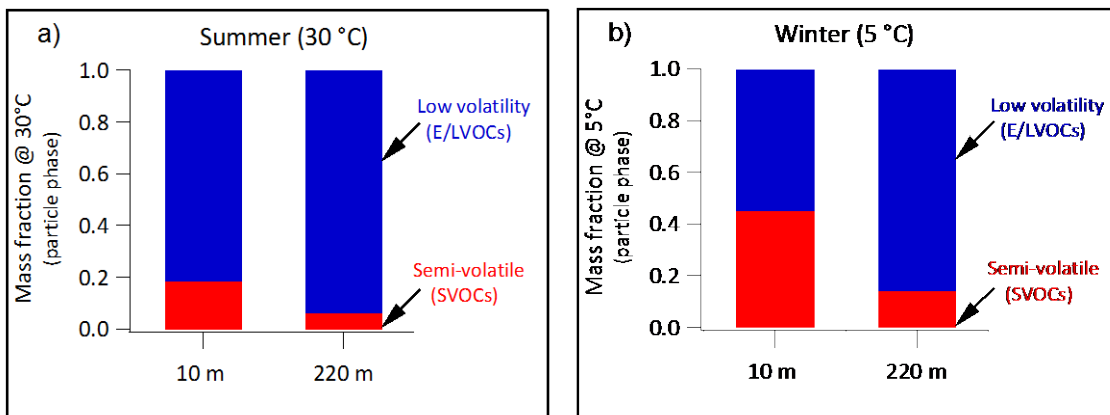 a)
Summer (30 °C)
Mass fraction @ 30°C
(particle phase)
1.0
0.8
0.6
0.4
0.2
0.0
Low volatility
(E/LVOCs)
Semi-volatile
(SVOCs)
10 m
220 m
b)
Winter (5 °C)
Mass fraction @ 5°C
(particle phase)
1.0
0.8
0.6
0.4
0.2
0.0
Low volatility
(E/LVOCs)
Semi-volatile
(SVOCs)
10 m
220 m